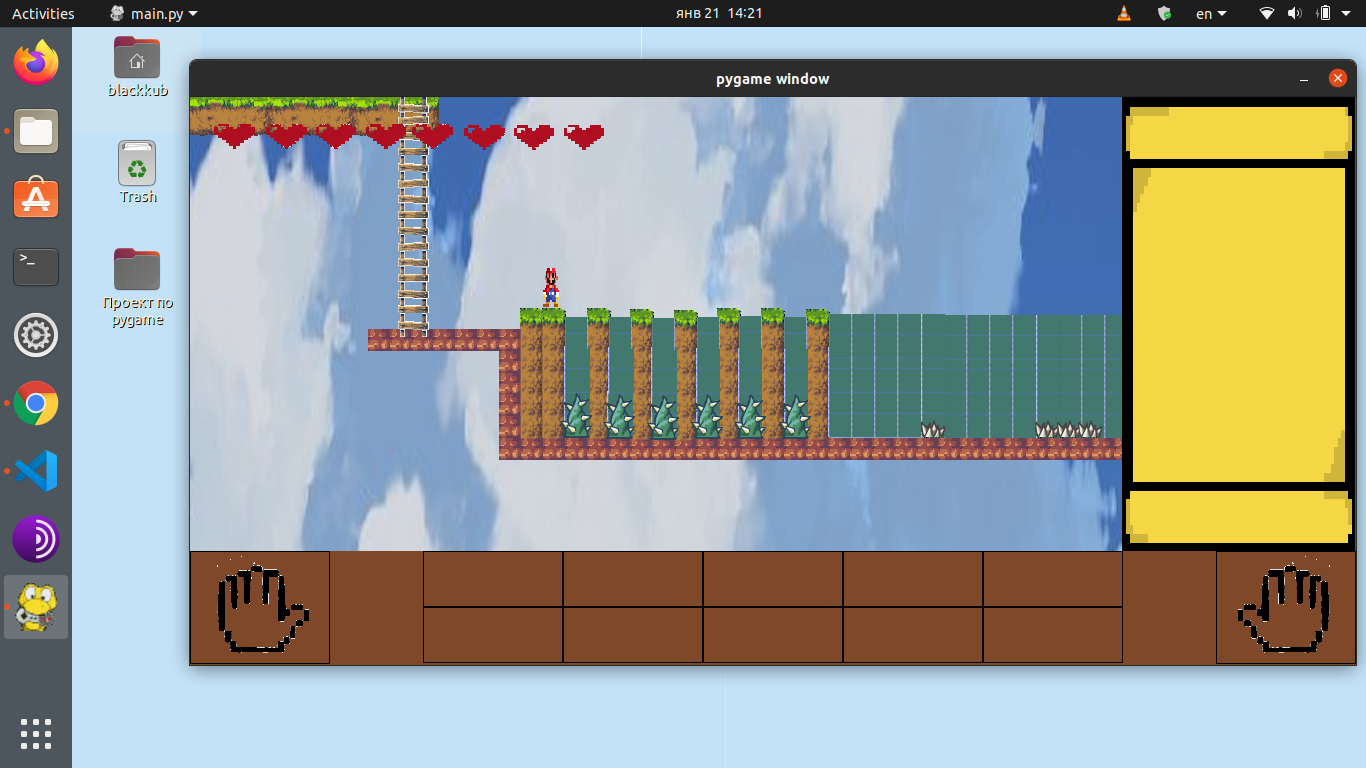 Activities
main.py
янв 21 14:21
en
blackkub
pygame window
Trash
Проект по
pygame
>_